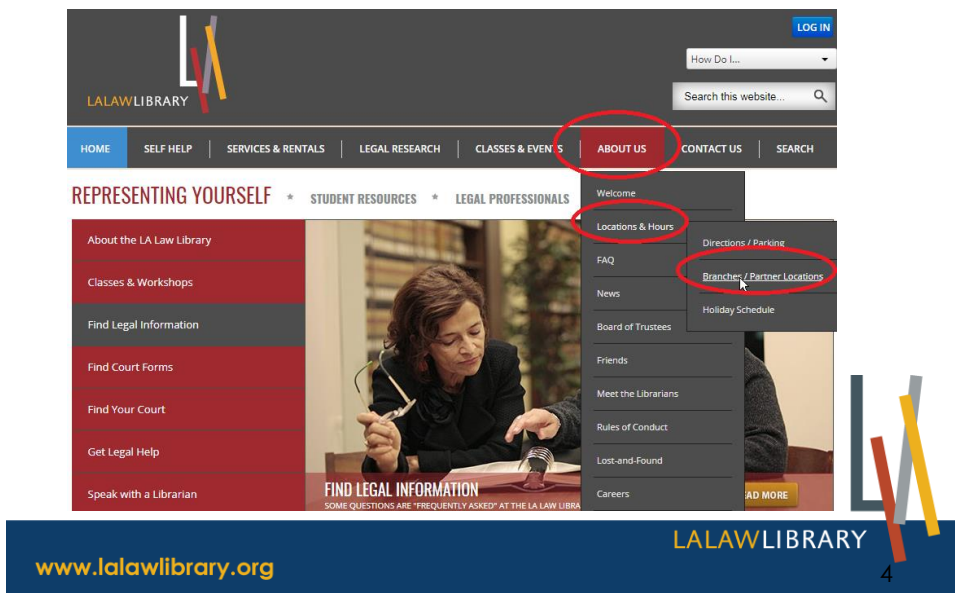 LOG IN
How Do I...
Search this website...
LALAWLIBRARY
HOME SELF HELP SERVICES & RENTALS LEGAL RESEARCH CLASSES & EVENTS ABOUT US CONTACT US SEARCH
REPRESENTING YOURSELF * STUDENT RESOURCES * LEGAL PROFESSIONALS
About the LA Law Library
Classes & Workshops
Find Legal Information
Find Court Forms
Find Your Court
Get Legal Help
Speak with a Librarian
Welcome
Locations & Hours
FAQ
News
Board of Trustees
Friends
Meet the Librarians
Rules of Conduct
Lost-and-Found
Careers
Directions / Parking
Branches / Partner Locations
Holiday Schedule
FIND LEGAL INFORMATION
SOME QUESTIONS ARE "FREQUENTLY ASKED" AT THE LA LAW
MORE
LALAWLIBRARY
www.lalawlibrary.org
4